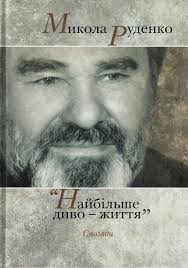 Микола Руденко
“Найбільше
диво – життя”
Спогади